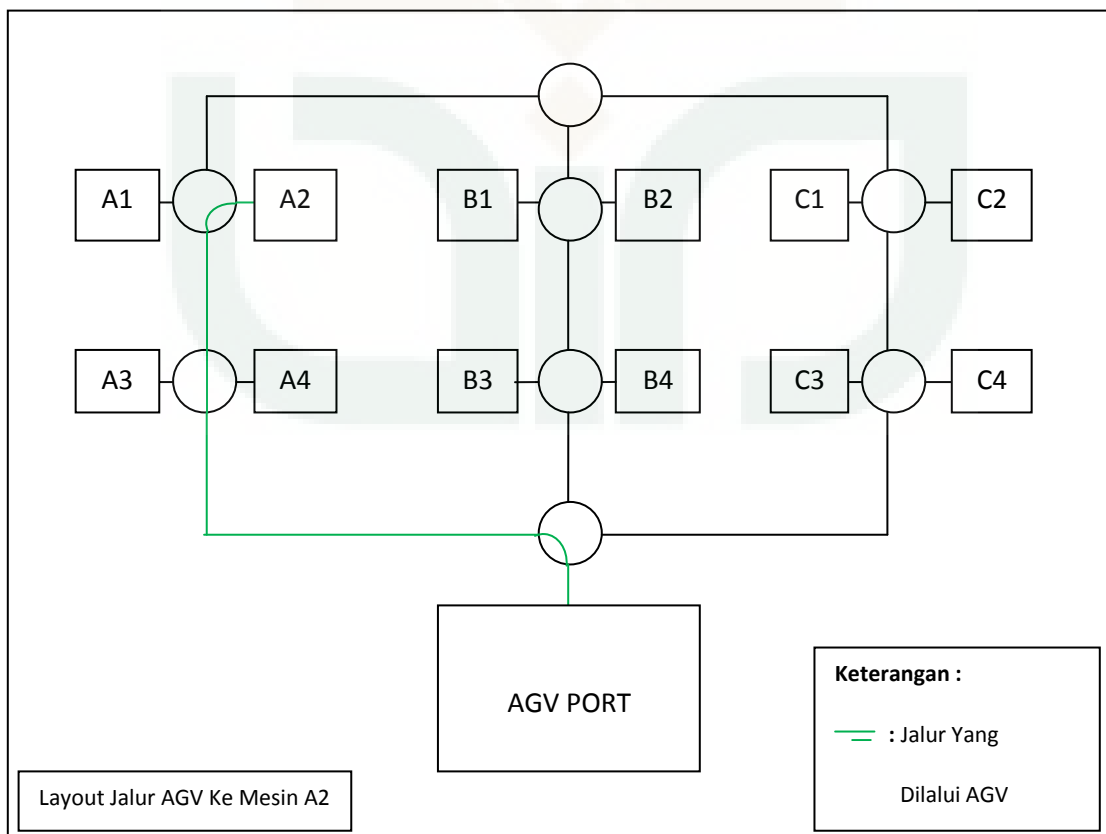 A1 A2 B1 B2 C1 C2
A3 A4 B3 B4 C3 C4
AGV PORT
Keterangan :
: Jalur Yang
Dilalui AGV
Layout Jalur AGV Ke Mesin A2